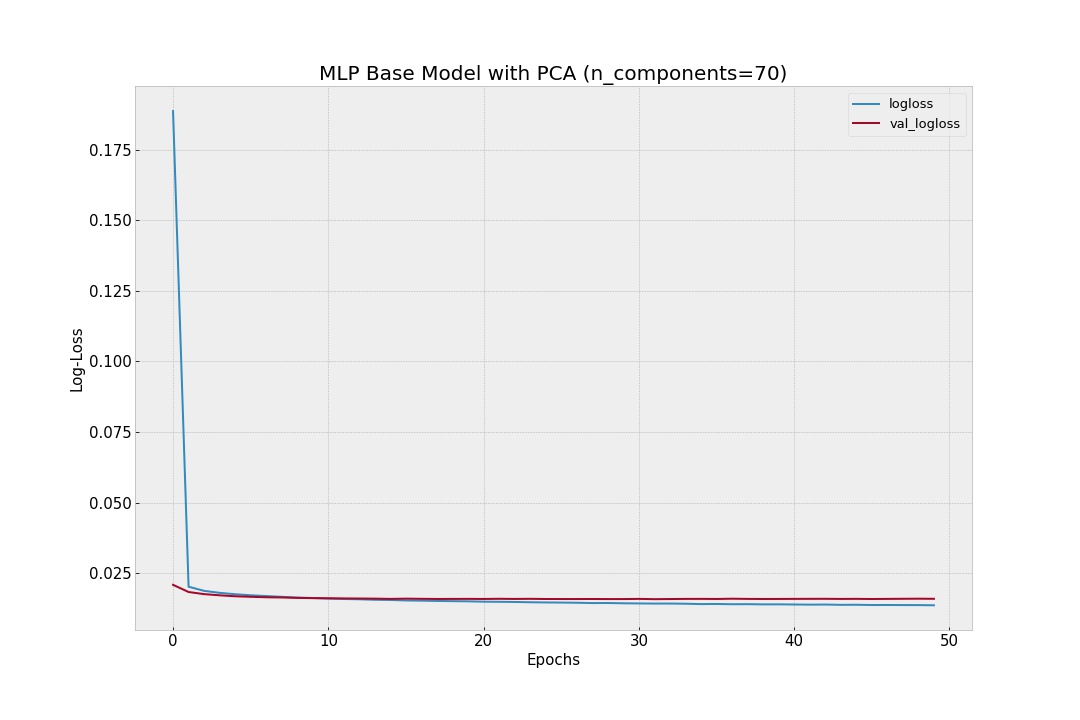 MLP Base Model with PCA (n_components=70)
logloss
val_logloss
0.175
0.150
0.125
0.100
0.075
0.050
0.025
Log-Loss
0 10 20 30 40 50
Epochs